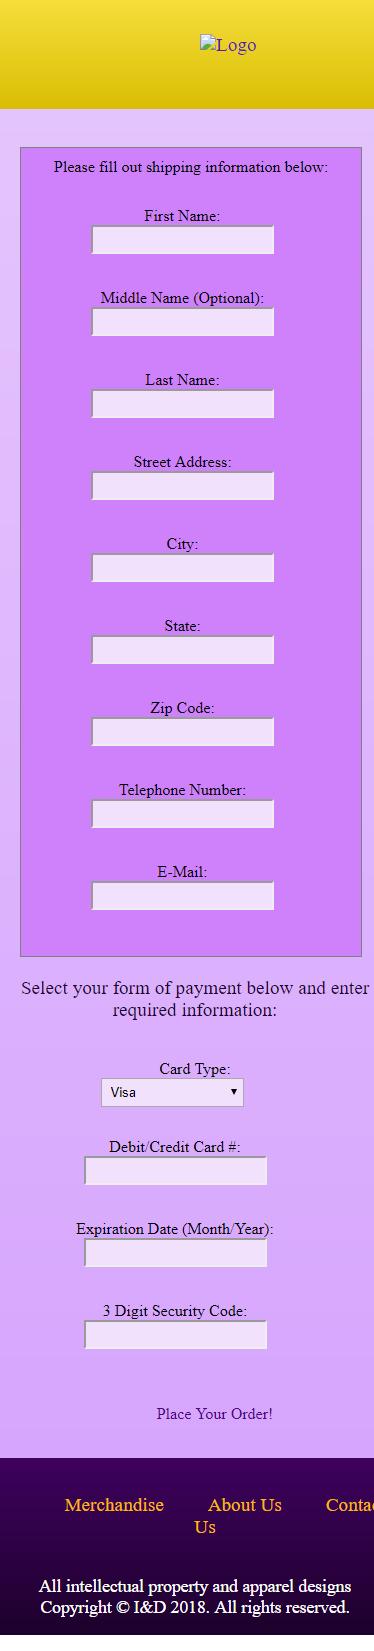 Logo
Please fill out shipping information below:
First Name:
Middle Name (Optional):
Last Name:
Street Address:
City:
State:
Zip Code:
Telephone Number:
E-Mail:
Select your form of payment below and enter
required information:
Card Type:
Visa
Debit/Credit Card #:
Expiration Date (Month/Year):
3 Digit Security Code:
Place Your Order!
Merchandise About Us Contac
Us
All intellectual property and apparel designs
Copyright © I&D 2018. All rights reserved.